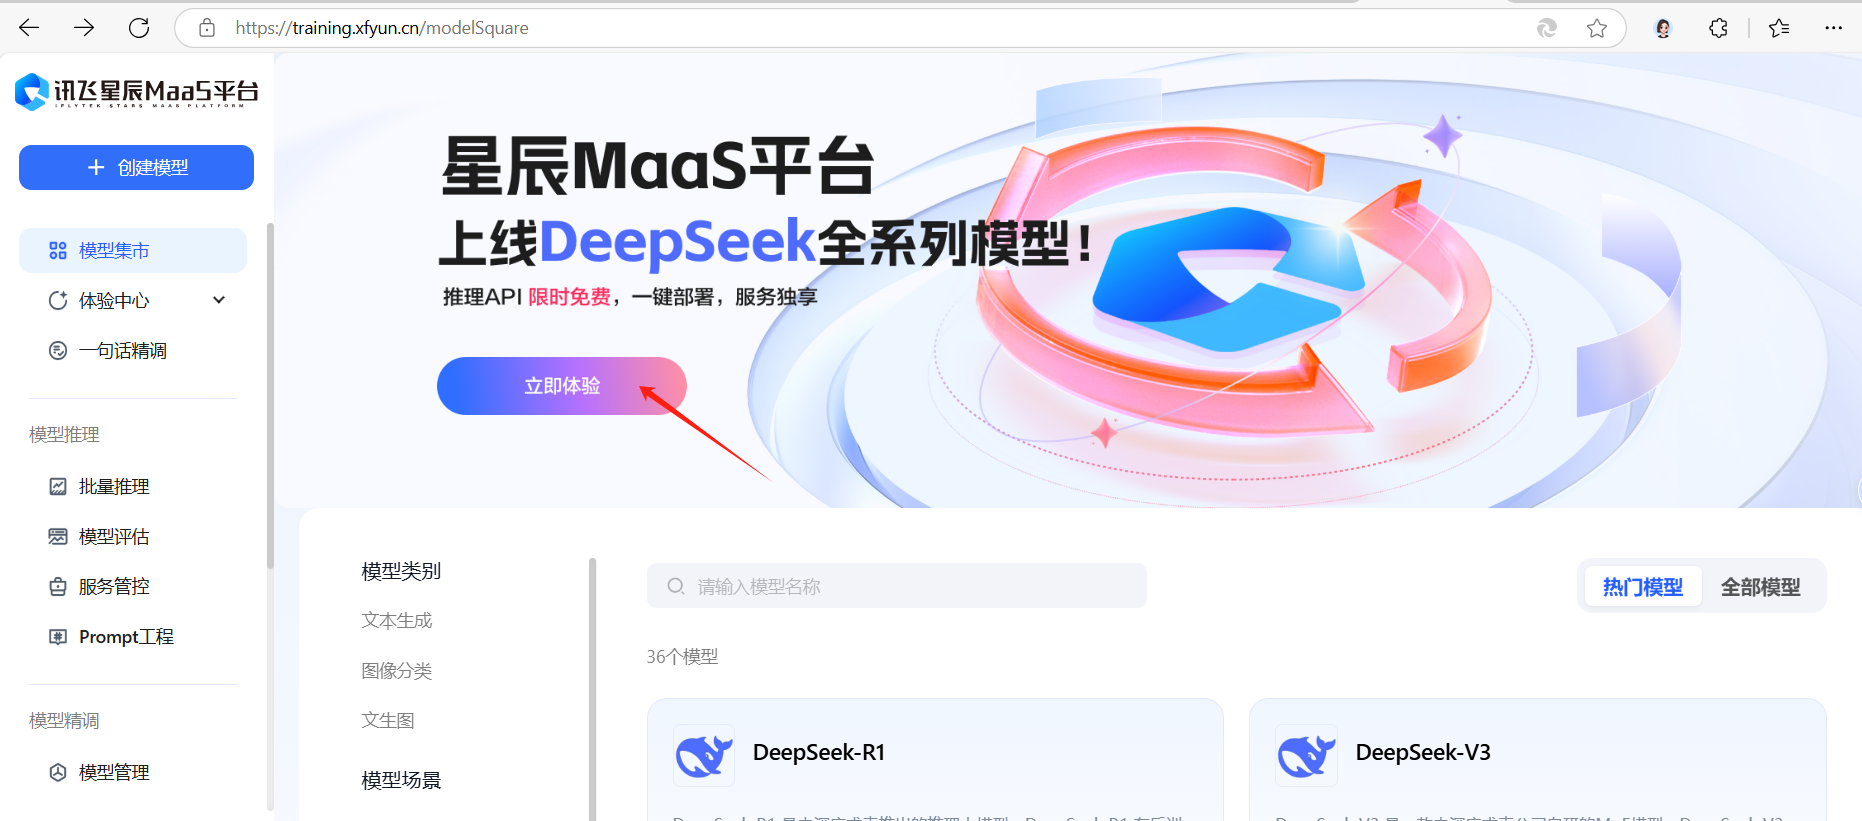 https://training.xfyun.cn/modelSquare
讯飞星辰MaaS平台
IFLYTEK STARS MAAS PLATFORM
创建模型
模型集市
体验中心
一句话精调
模型推理
批量推理
模型评估
服务管控
Prompt工程
模型精调
模型管理
星辰MaaS平台
上线DeepSeek全系列模型!
推理API 限时免费，一键部署，服务独享
立即体验
模型类别
文本生成
图像分类
文生图
模型场景
请输入模型名称
热门模型 全部模型
36个模型
DeepSeek-R1
DeepSeek-V3